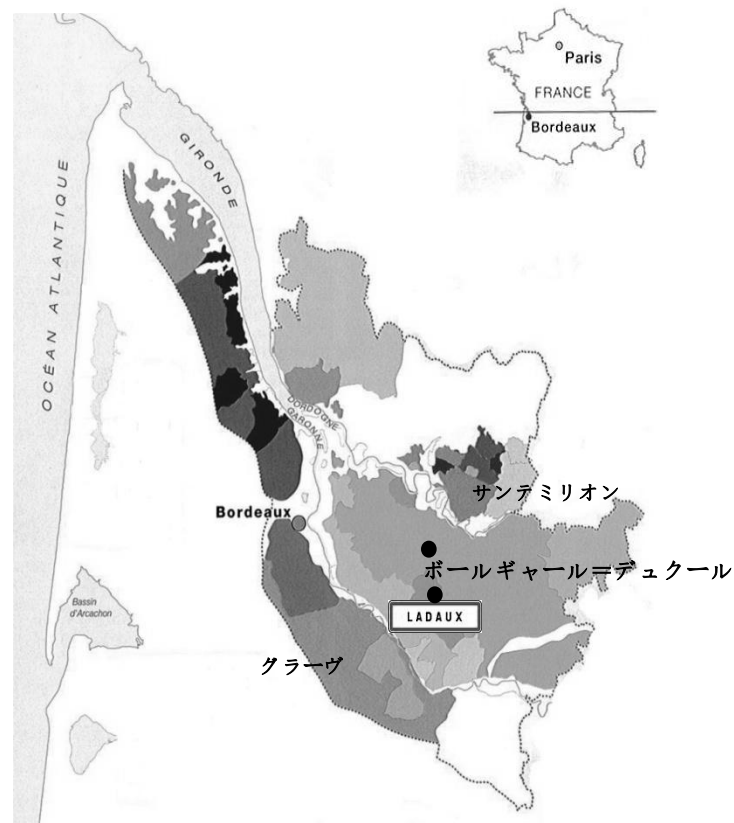 Paris
FRANCE
Bordeaux
GIRONDE
OCÉAN ATLANTIQUE
DORDOGNE
GARONNE
サンテミリオン
Bordeaux
ボールギャール＝デュクール
Bassin
d'Arcachon
LADAUX
グラーヴ